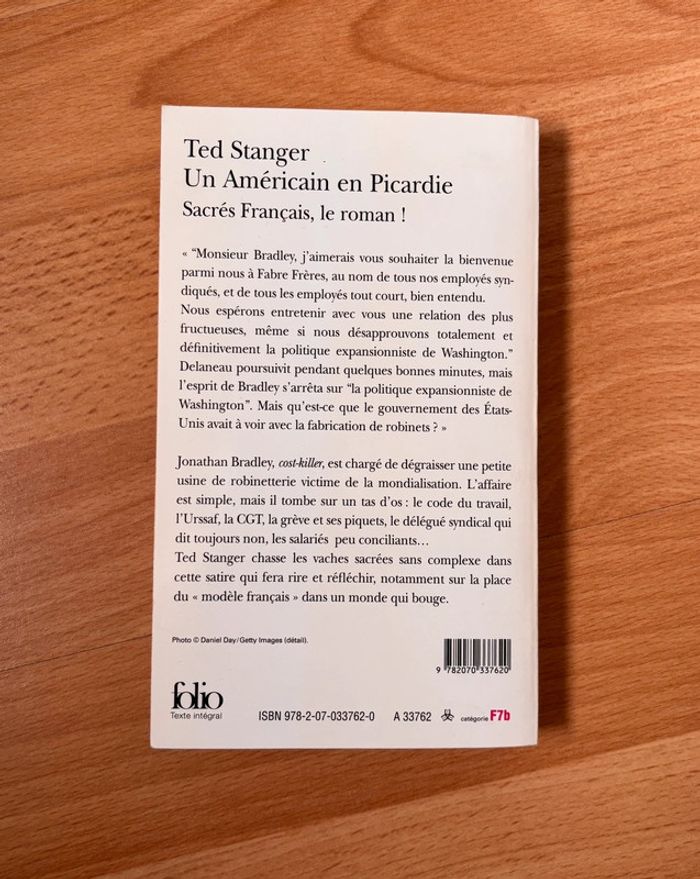 Ted Stanger
Un Américain en Picardie
Sacrés Français, le roman !
« “Monsieur Bradley, j’aimerais vous souhaiter la bienvenue
parmi nous à Fabre Frères, au nom de tous nos employés syn-
diqués, et de tous les employés tout court, bien entendu.
Nous espérons entretenir avec vous une relation des plus
fructueuses, même si nous désapprouvons totalement et
définitivement la politique expansionniste de Washington.”
Delaneau poursuivit pendant quelques bonnes minutes, mais
l’esprit de Bradley s’arrêta sur “la politique expansionniste de
Washington”. Mais qu’est-ce que le gouvernement des États-
Unis avait à voir avec la fabrication de robinets ? »
Jonathan Bradley, cost-killer, est chargé de dégraisser une petite
usine de robinetterie victime de la mondialisation. L’affaire
est simple, mais il tombe sur un tas d’os : le code du travail,
l’Urssaf, la CGT, la grève et ses piquets, le délégué syndical qui
dit toujours non, les salariés peu conciliants…
Ted Stanger chasse les vaches sacrées sans complexe dans
cette satire qui fera rire et réfléchir, notamment sur la place
du « modèle français » dans un monde qui bouge.
Photo © Daniel Day/Getty Images (détail).
9 782070 337620
folio
Texte intégral
ISBN 978-2-07-033762-0 A 33762 catégorie F7b